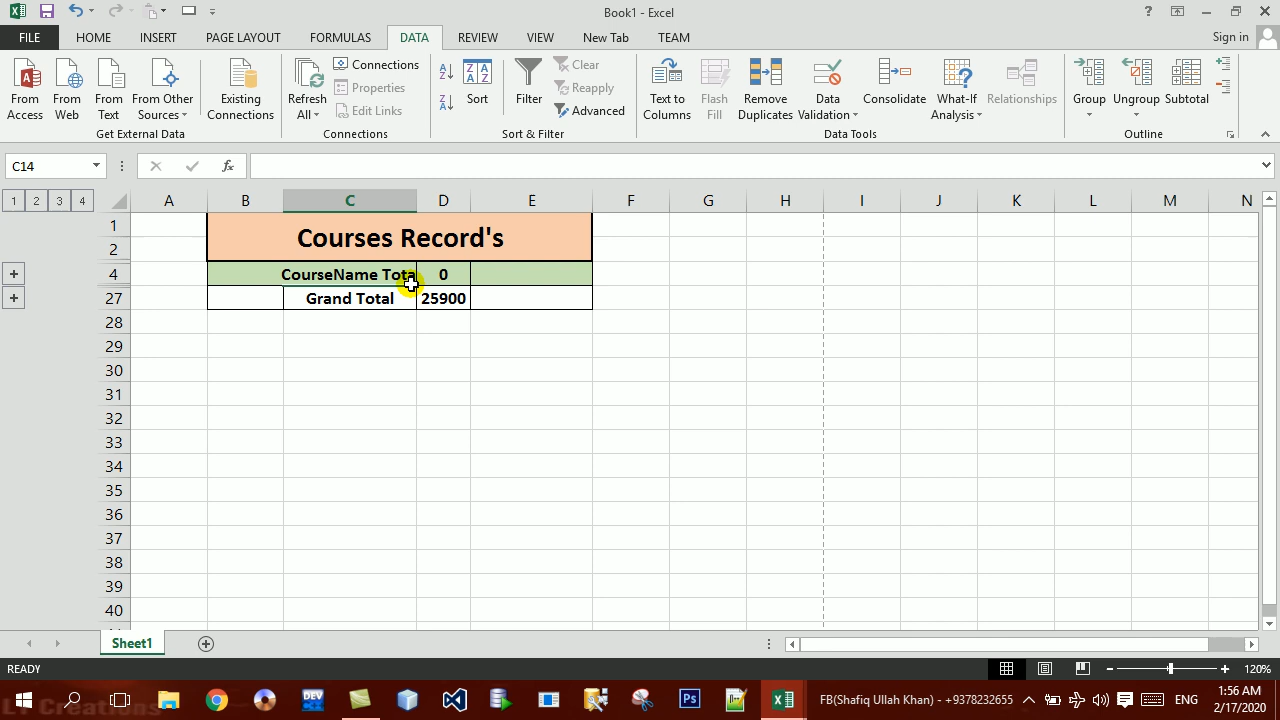 Book1 - Excel
Sign in
FILE
HOME
INSERT
PAGE LAYOUT
FORMULAS
DATA
REVIEW
VIEW
New Tab
TEAM
From Access
From Web
From Text
From Other Sources
Existing Connections
Get External Data
Refresh All
Connections
Properties
Edit Links
Connections
Sort
Filter
Clear
Reapply
Advanced
Sort & Filter
Text to Columns
Flash Fill
Remove Duplicates
Data Validation
Consolidate
What-If Analysis
Relationships
Data Tools
Group
Ungroup
Subtotal
Outline
C14
fx
1 2 3 4
A B C D E F G H I J K L M N
1 Courses Record's
2
4 CourseName Tota 0
27 Grand Total 25900
28
29
30
31
32
33
34
35
36
37
38
39
40
Sheet1
READY
120%
LT Creations
DEV
Ps
FB(Shafiq Ullah Khan) - +9378232655
ENG
1:56 AM
2/17/2020